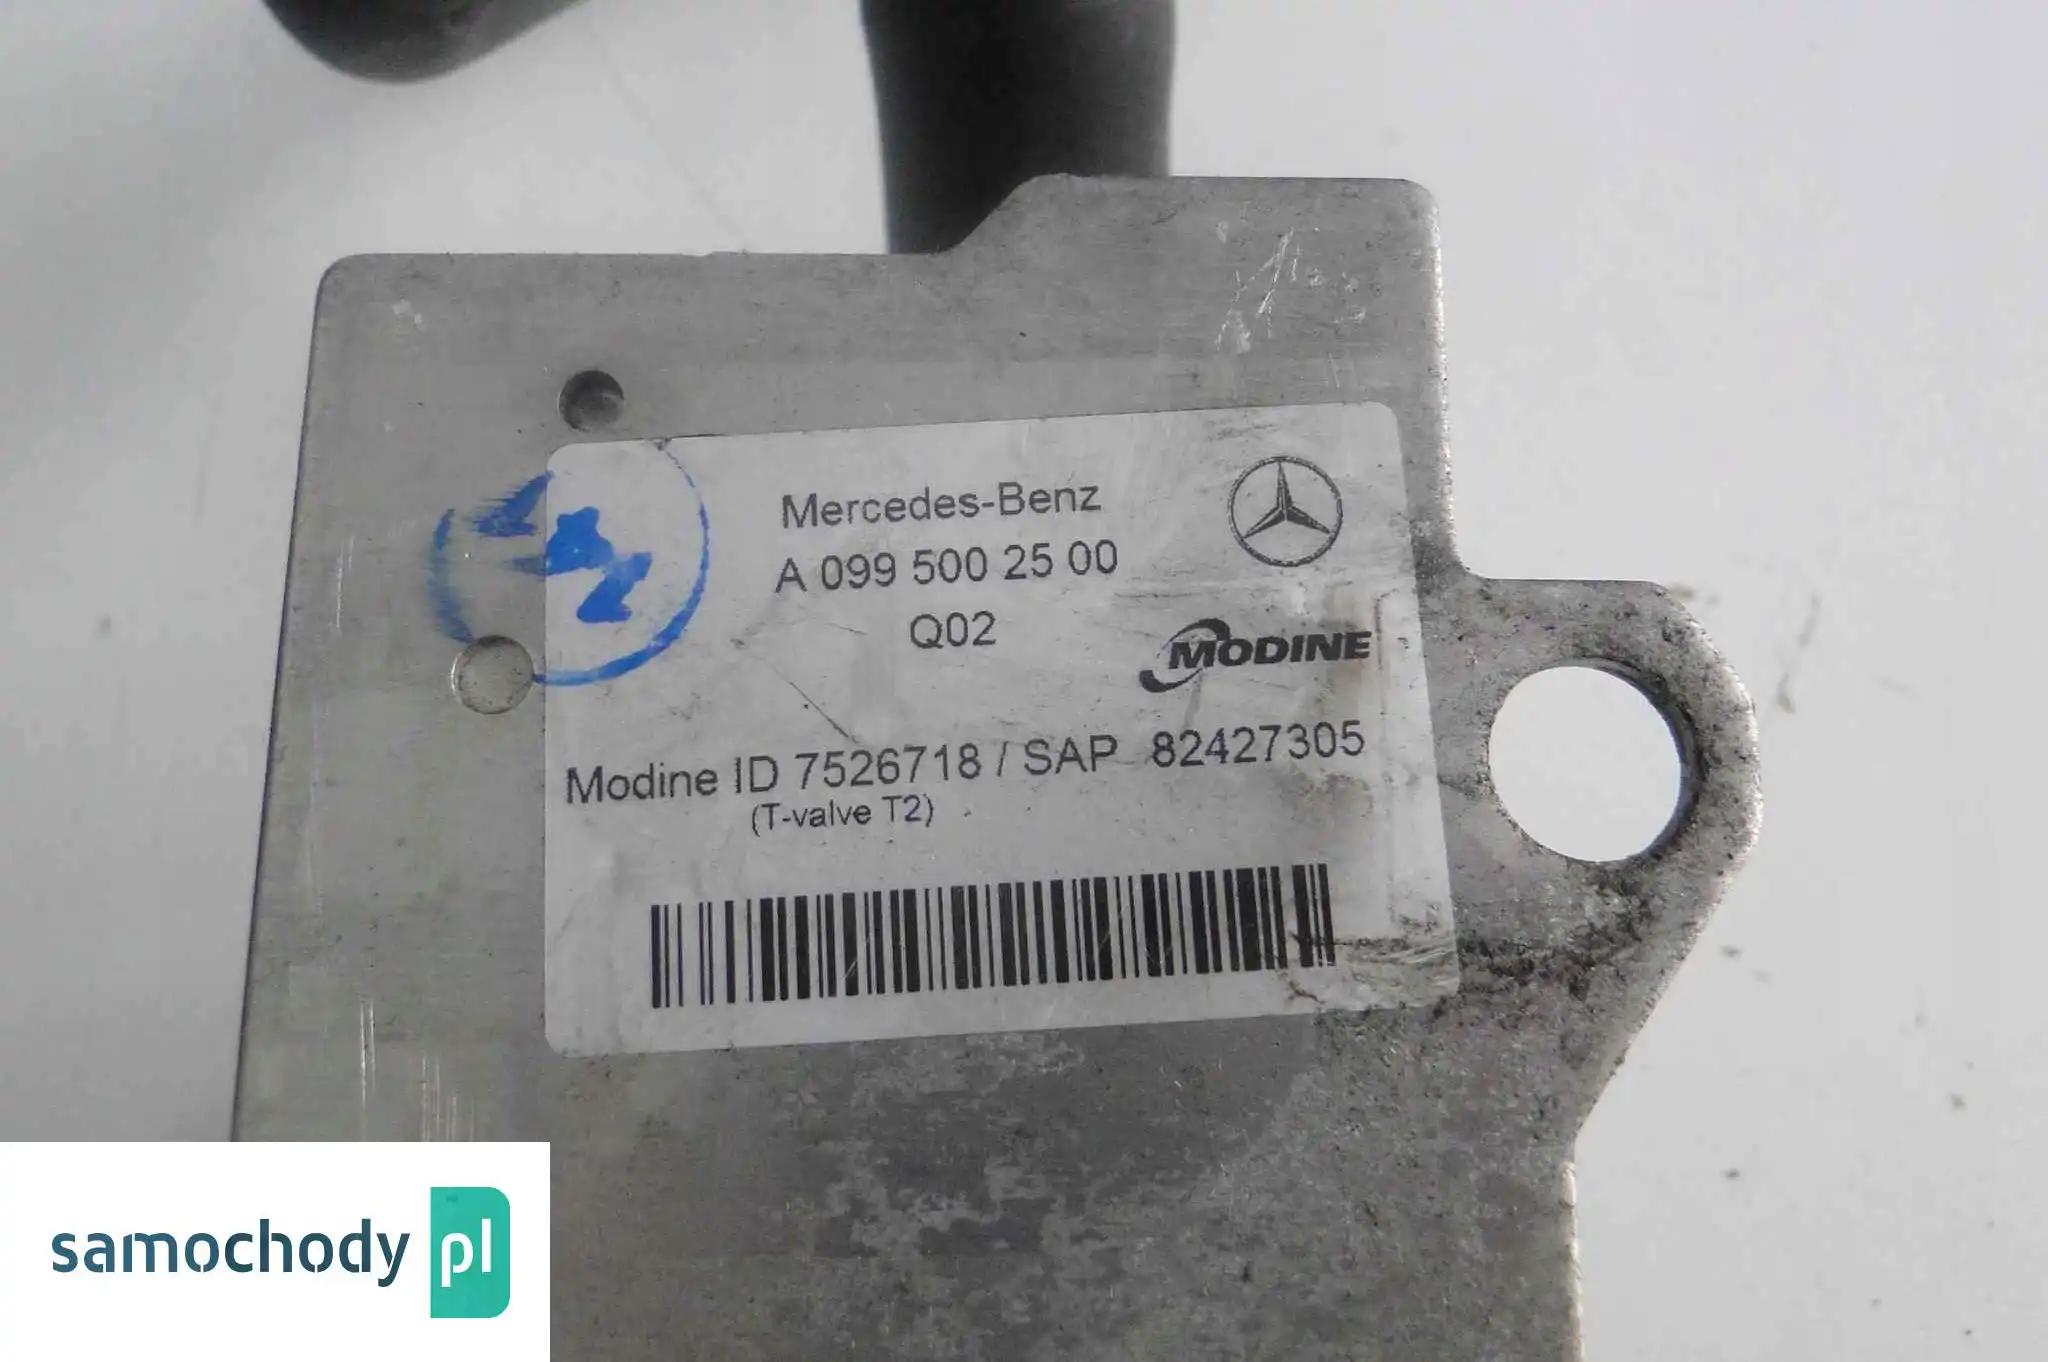 Mercedes-Benz
A 099 500 25 00
Q02
MODINE
Modine ID 7526718 / SAP 82427305
(T-valve T2)
samochody pl